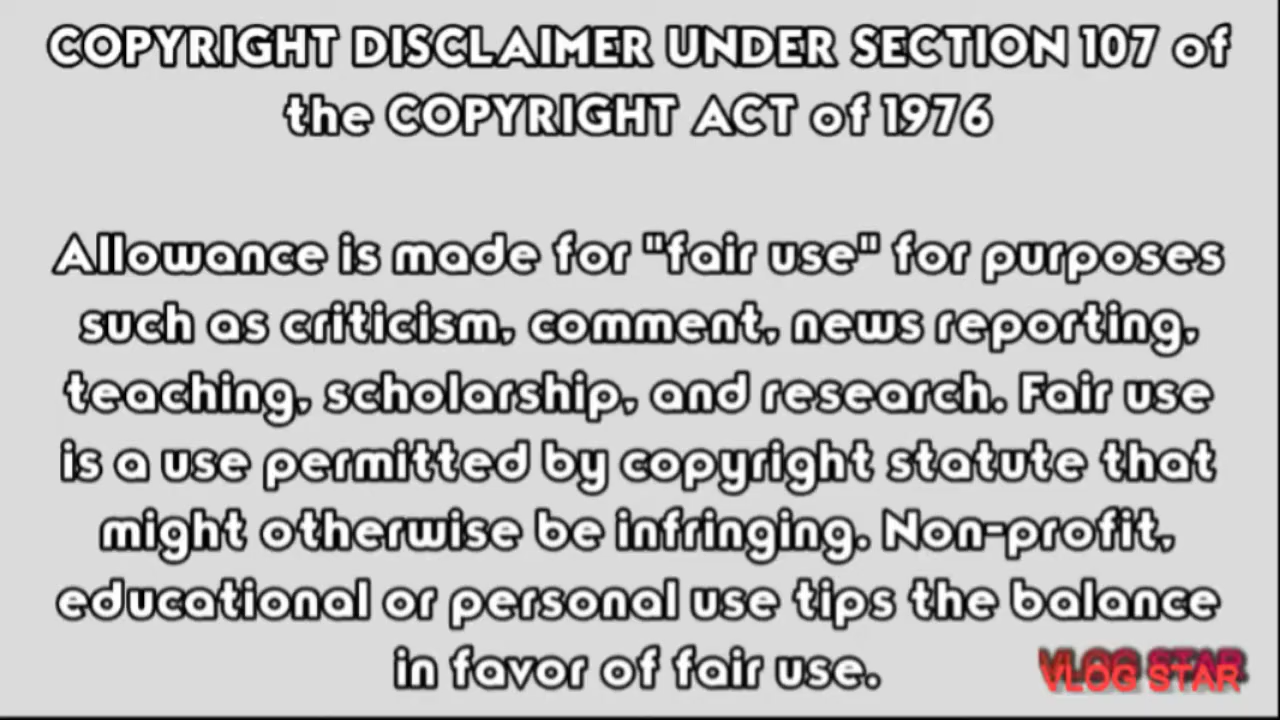 COPYRIGHT DISCLAIMER UNDER SECTION 107 of
the COPYRIGHT ACT of 1976
Allowance is made for "fair use" for purposes
such as criticism, comment, news reporting,
teaching, scholarship, and research. Fair use
is a use permitted by copyright statute that
might otherwise be infringing. Non-profit,
educational or personal use tips the balance
in favor of fair use.
VLOG STAR